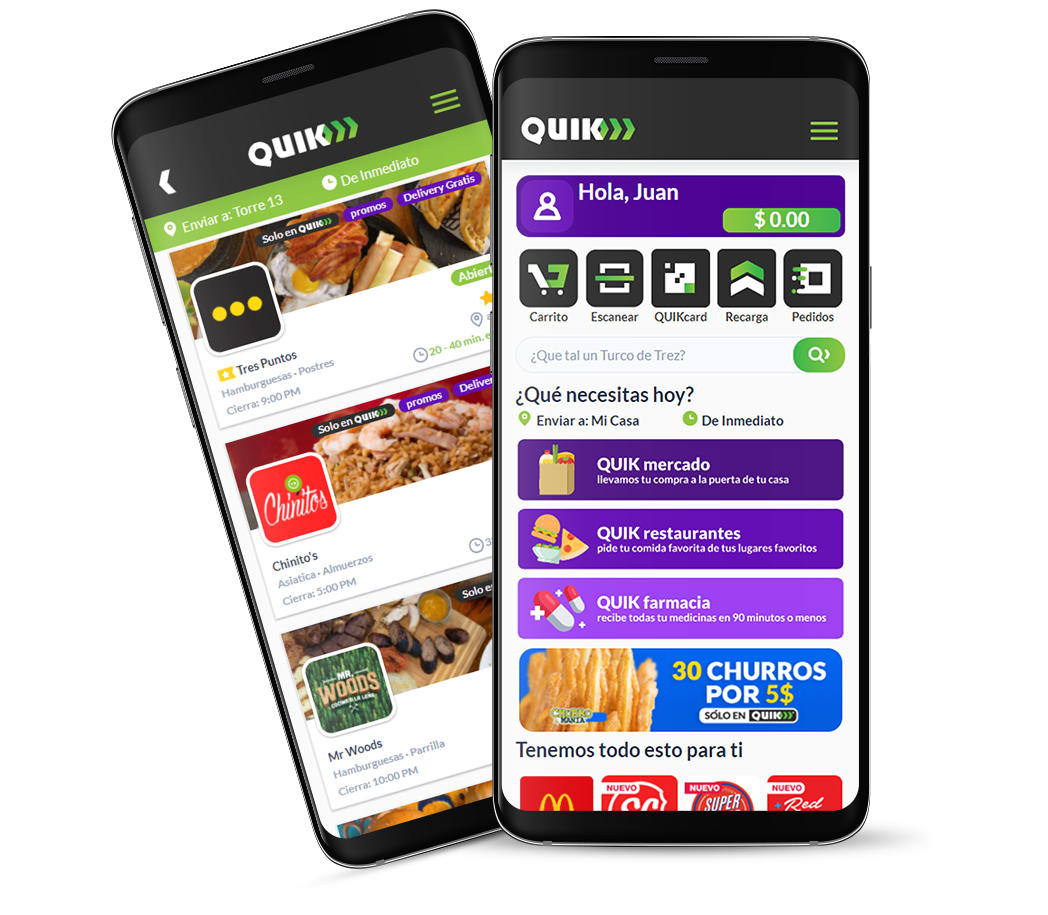 QUIK
Enviar a: Torre 13
De Inmediato
Solo en QUIK
promos
Delivery Gratis
Tres Puntos
Hamburguesas • Postres
Cierra: 9:00 PM
20 - 40 min.
Solo en QUIK
promos
Chinitos
Chinito's
Asiatica • Almuerzos
Cierra: 5:00 PM
MR.
WOODS
COCINA A LA LEÑA
Mr Woods
Hamburguesas • Parrilla
Cierra: 10:00 PM
QUIK
Hola, Juan
$ 0.00
Carrito
Escanear
QUIKcard
Recarga
Pedidos
¿Que tal un Turco de Trez?
¿Qué necesitas hoy?
Enviar a: Mi Casa
De Inmediato
QUIK mercado
llevamos tu compra a la puerta de tu casa
QUIK restaurantes
pide tu comida favorita de tus lugares favoritos
QUIK farmacia
recibe todas tu medicinas en 90 minutos o menos
30 CHURROS
POR 5$
SÓLO EN QUIK
CHURRO
MANIA
Tenemos todo esto para ti
NUEVO
NUEVO
SUPER
NUEVO
+Red